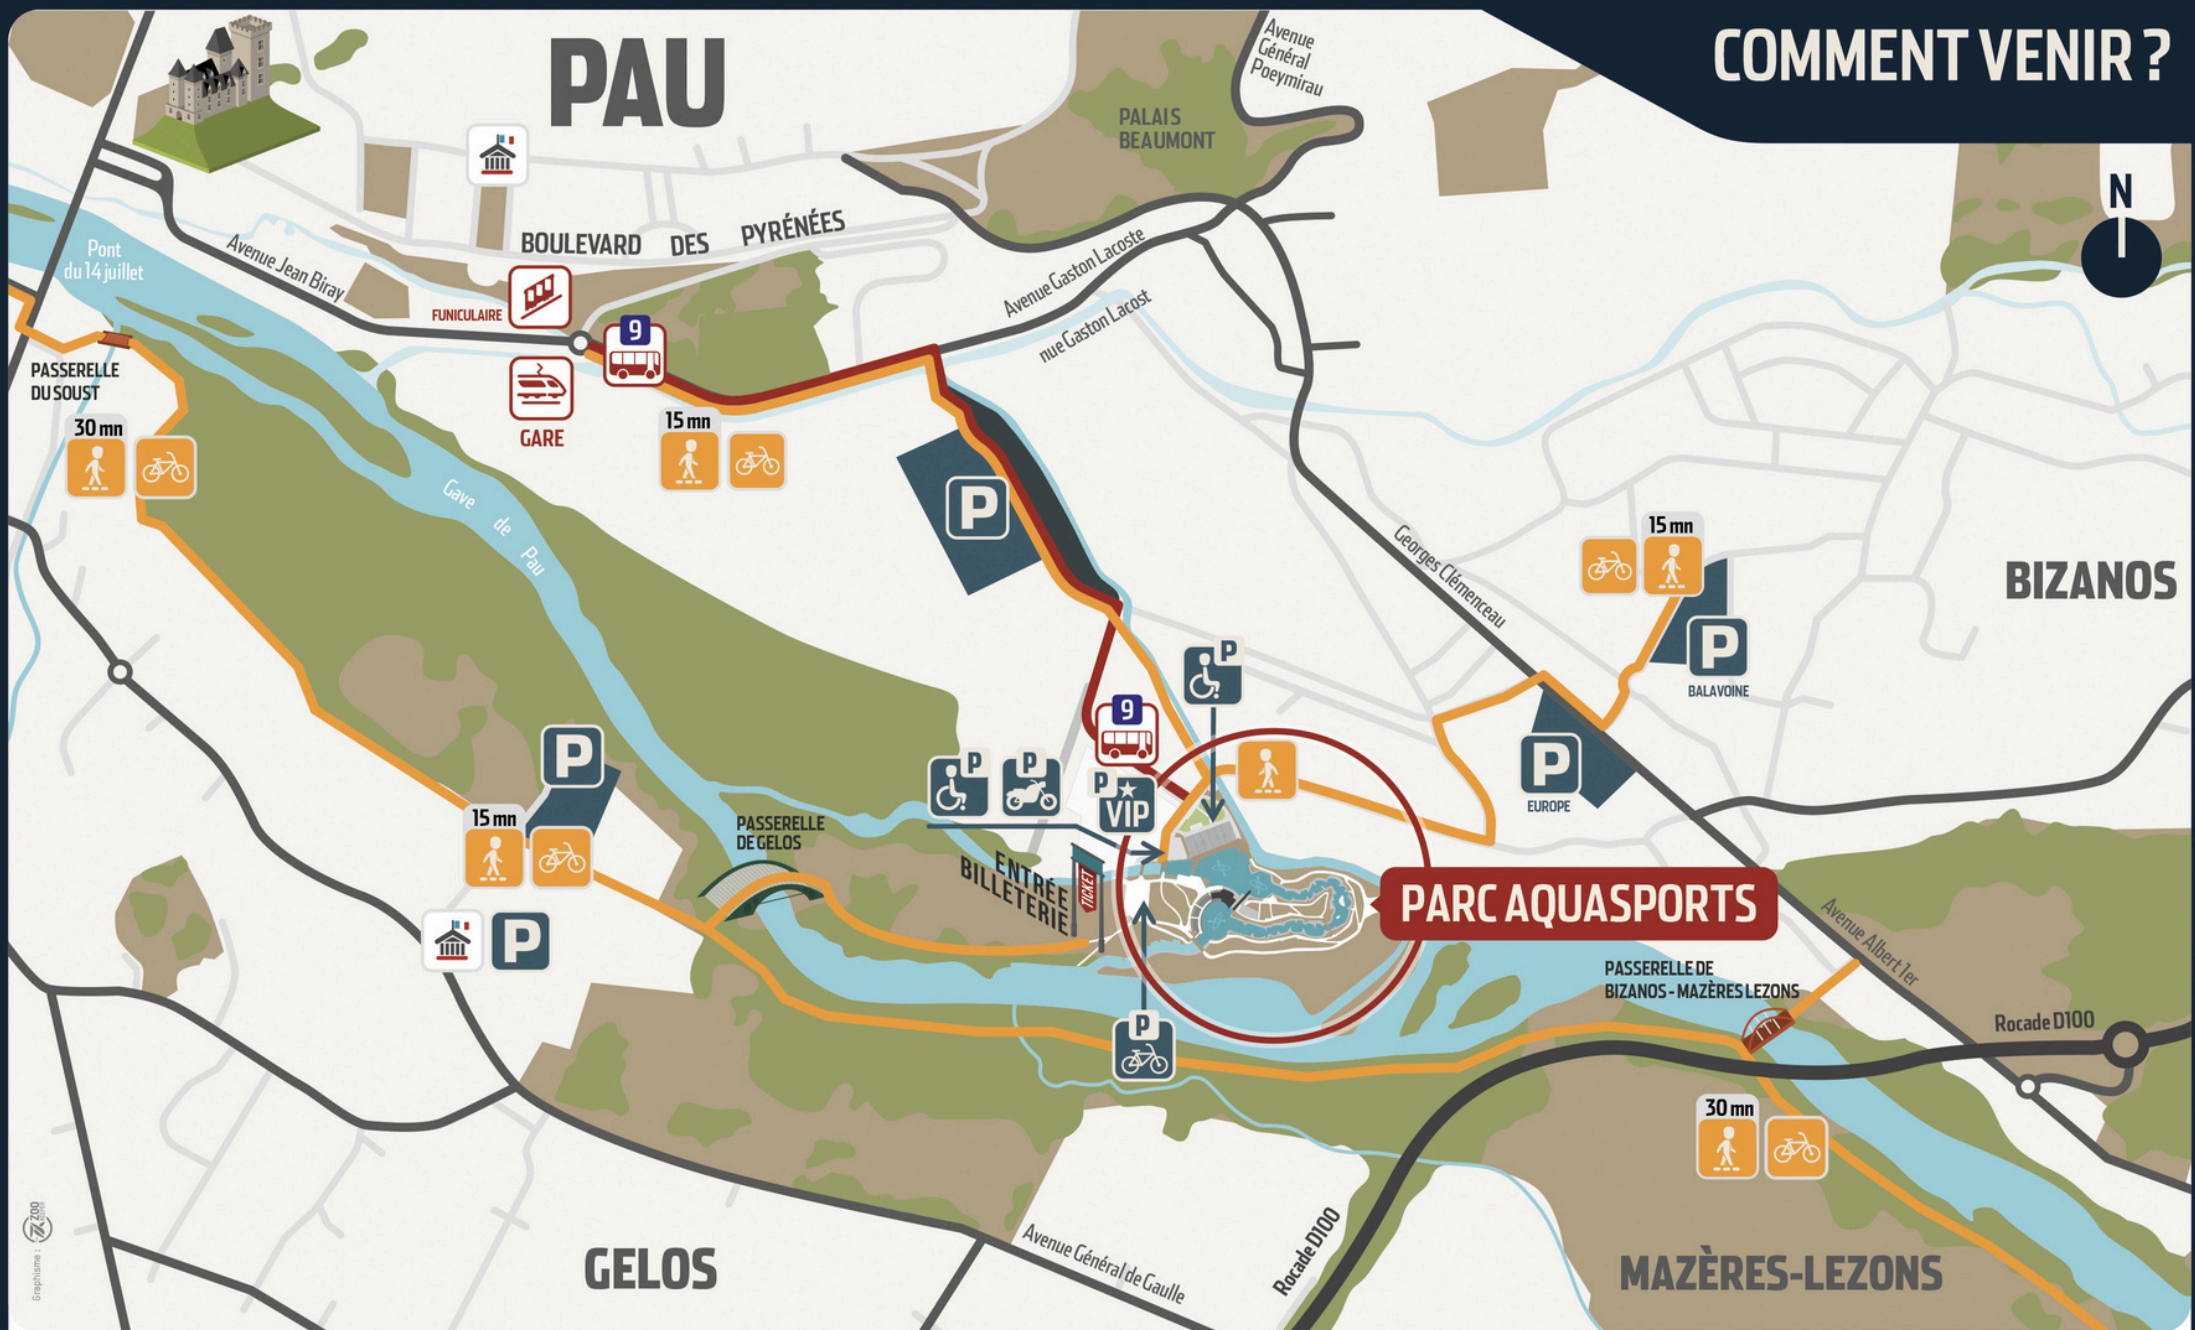 COMMENT VENIR ?
PAU
Avenue
Général
Poeymirau
PALAIS
BEAUMONT
N
BOULEVARD DES PYRÉNÉES
Pont
du 14 juillet
Avenue Jean Biray
FUNICULAIRE
9
GARE
Avenue Gaston Lacoste
nue Gaston Lacost
PASSERELLE
DU SOUST
30 mn
15 mn
Gave de Pau
P
Georges Clémenceau
15 mn
BIZANOS
P
BALAVOINE
P
9
P
EUROPE
P
P
P
P
VIP
15 mn
PASSERELLE
DE GELOS
ENTRÉE
BILLETERIE
TICKET
PARC AQUASPORTS
P
Avenue Albert 1er
PASSERELLE DE
BIZANOS - MAZÈRES LEZONS
Rocade D100
P
30 mn
GELOS
Avenue Général de Gaulle
Rocade D100
MAZÈRES-LEZONS
Graphisme :
ZOO